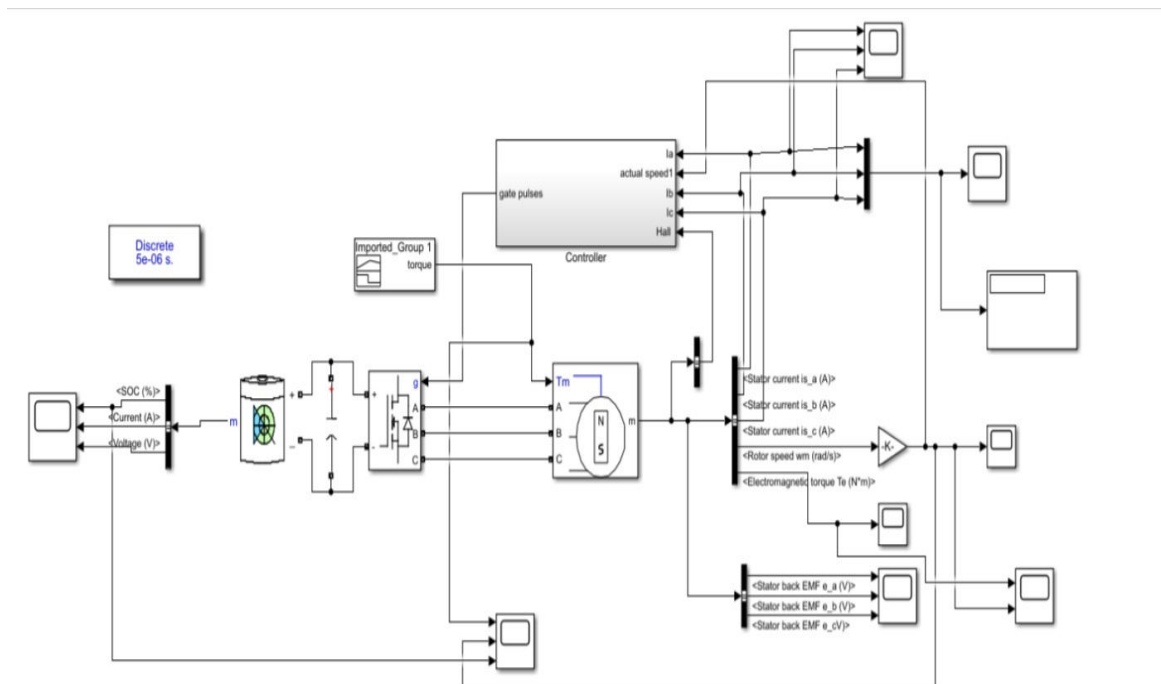 Ia
actual speed1
gate pulses
Ib
Ic
Hall
Controller
Discrete
5e-06 s.
Imported_Group 1
torque
<SOC (%)>
<Current (A)>
<Voltage (V)>
m
+
−
+
-
g
A
B
C
Tm
A
B
C
N
S
m
<Stator current is_a (A)>
<Stator current is_b (A)>
<Stator current is_c (A)>
<Rotor speed wm (rad/s)>
<Electromagnetic torque Te (N*m)>
-K-
<Stator back EMF e_a (V)>
<Stator back EMF e_b (V)>
<Stator back EMF e_cV)>